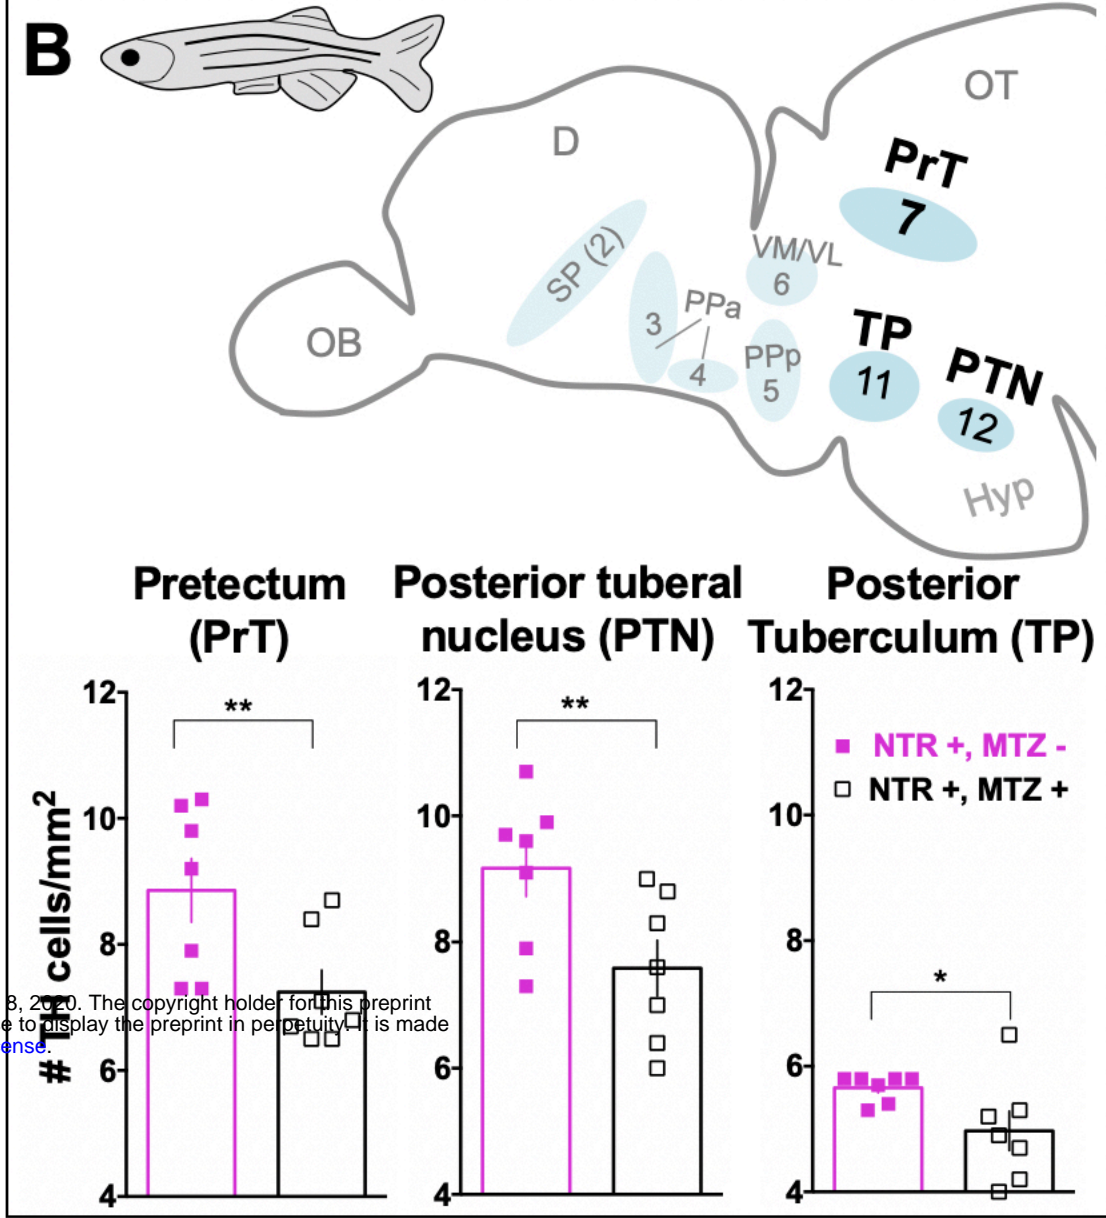 B
OT
D
PrT
7
SP (2)
VM/VL
6
PPa
3
4
OB
PPp
5
TP
11
PTN
12
Hyp
Pretectum
(PrT)
Posterior tuberal
nucleus (PTN)
Posterior
Tuberculum (TP)
# TH cells/mm²
12
10
8
6
4
**
12
10
8
6
4
**
12
10
8
6
4
*
NTR +, MTZ -
NTR +, MTZ +
8, 2020. The copyright holder for this preprint
e to display the preprint in perpetuity. It is made
ense.